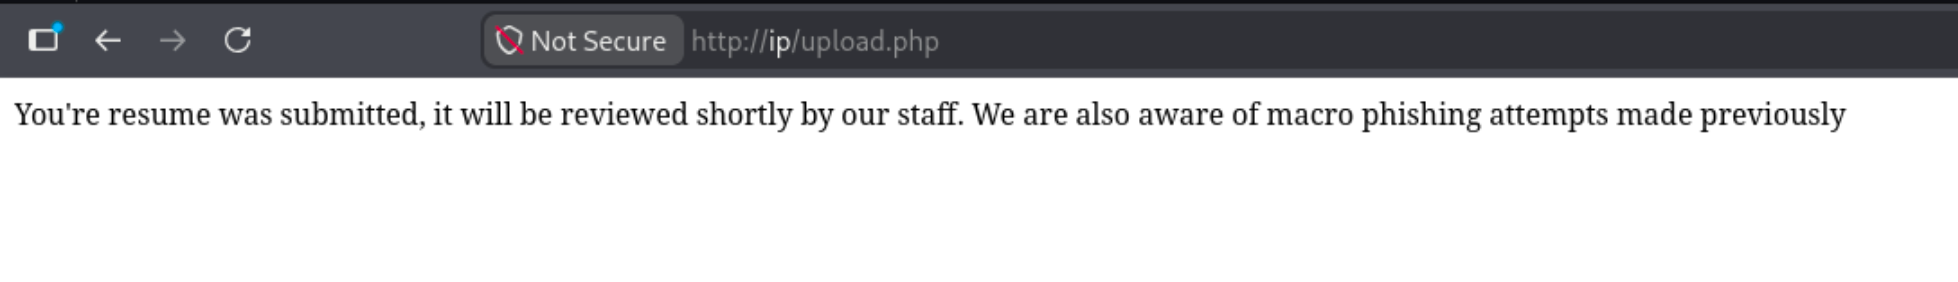 Not Secure http://ip/upload.php
You're resume was submitted, it will be reviewed shortly by our staff. We are also aware of macro phishing attempts made previously